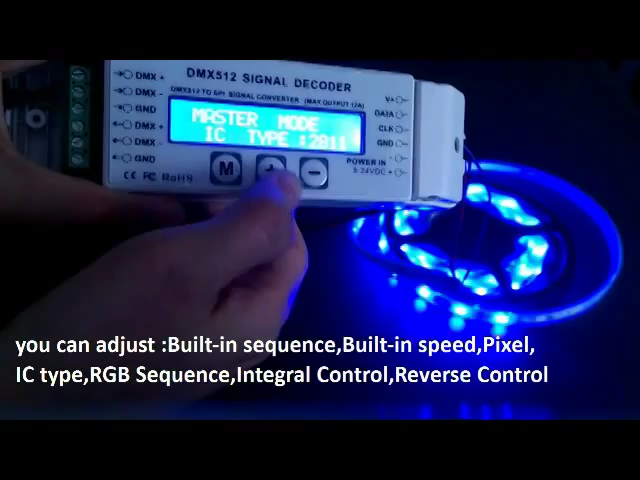 DMX512 SIGNAL DECODER
DMX512 TO SPI SIGNAL CONVERTER (MAX OUTPUT 12A)
DMX +
DMX -
GND
DMX +
DMX -
GND
MASTER MODE
IC TYPE :2811
V+
DATA
CLK
GND
POWER IN
5-24VDC
-
+
M
+
−
CE FC RoHS
you can adjust :Built-in sequence,Built-in speed,Pixel,
IC type,RGB Sequence,Integral Control,Reverse Control